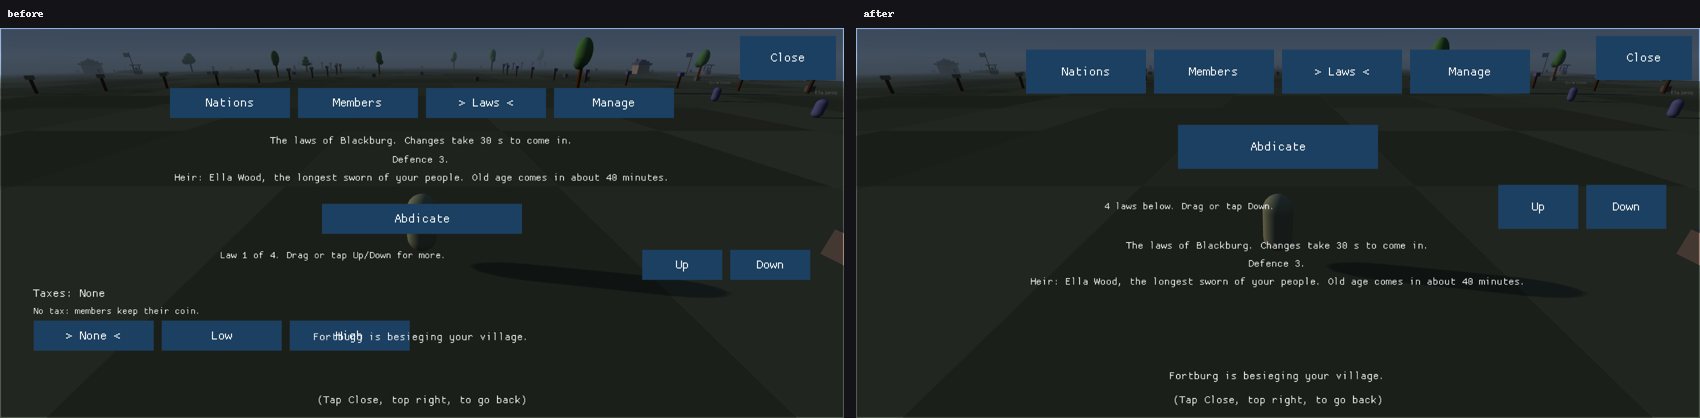 before
Close
Nations Members > Laws < Manage
The laws of Blackburg. Changes take 30 s to come in.
Defence 3.
Heir: Ella Wood, the longest sworn of your people. Old age comes in about 40 minutes.
Abdicate
Law 1 of 4. Drag or tap Up/Down for more.
Up Down
Taxes: None
No tax: members keep their coin.
> None < Low High
Fortburg is besieging your village.
(Tap Close, top right, to go back)
after
Close
Nations Members > Laws < Manage
Abdicate
4 laws below. Drag or tap Down.
Up Down
The laws of Blackburg. Changes take 30 s to come in.
Defence 3.
Heir: Ella Wood, the longest sworn of your people. Old age comes in about 40 minutes.
Fortburg is besieging your village.
(Tap Close, top right, to go back)